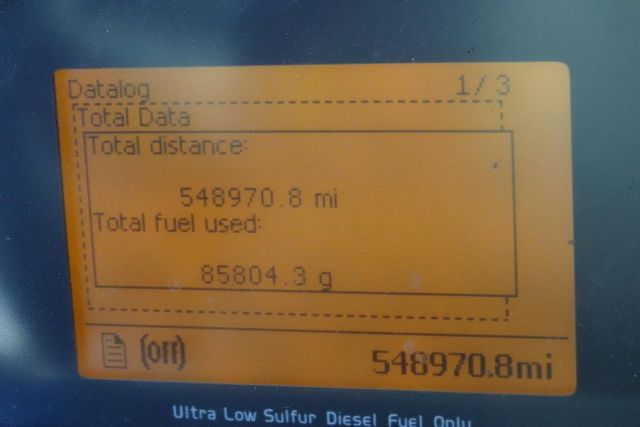 Datalog 1/3
Total Data
Total distance:
548970.8 mi
Total fuel used:
85804.3 g
(off) 548970.8mi
Ultra Low Sulfur Diesel Fuel Only